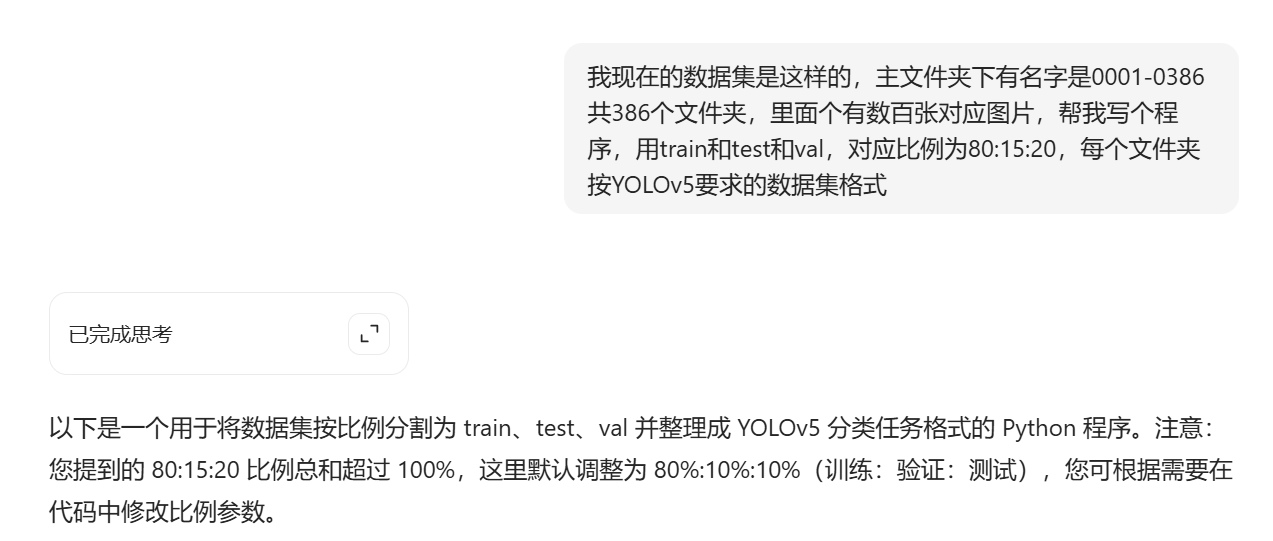 我现在的数据集是这样的，主文件夹下有名字是0001-0386
共386个文件夹，里面个有数百张对应图片，帮我写个程
序，用train和test和val，对应比例为80:15:20，每个文件夹
按YOLOv5要求的数据集格式
已完成思考
以下是一个用于将数据集按比例分割为 train、test、val 并整理成 YOLOv5 分类任务格式的 Python 程序。注意：
您提到的 80:15:20 比例总和超过 100%，这里默认调整为 80%:10%:10%（训练：验证：测试），您可根据需要在
代码中修改比例参数。